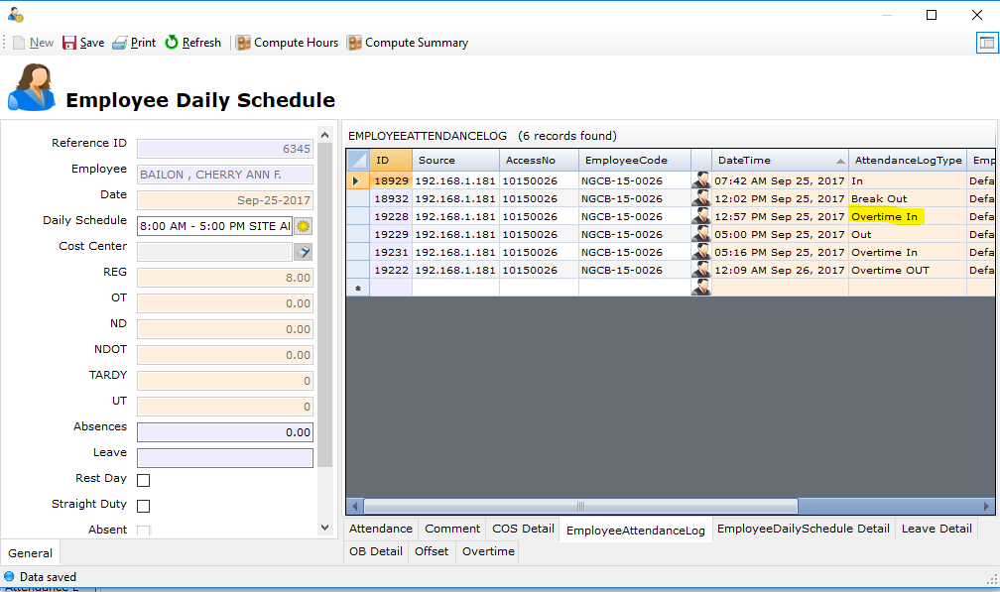 New Save Print Refresh Compute Hours Compute Summary
Employee Daily Schedule
Reference ID 6345
Employee BAILON , CHERRY ANN F.
Date Sep-25-2017
Daily Schedule 8:00 AM - 5:00 PM SITE AI
Cost Center
REG 8.00
OT 0.00
ND 0.00
NDOT 0.00
TARDY 0
UT 0
Absences 0.00
Leave
Rest Day
Straight Duty
Absent
General
EMPLOYEEATTENDANCELOG (6 records found)
ID Source AccessNo EmployeeCode DateTime AttendanceLogType Emp
18929 192.168.1.181 10150026 NGCB-15-0026 07:42 AM Sep 25, 2017 In Defa
18932 192.168.1.181 10150026 NGCB-15-0026 12:02 PM Sep 25, 2017 Break Out Defa
19228 192.168.1.181 10150026 NGCB-15-0026 12:57 PM Sep 25, 2017 Overtime In Defa
19229 192.168.1.181 10150026 NGCB-15-0026 05:00 PM Sep 25, 2017 Out Defa
19231 192.168.1.181 10150026 NGCB-15-0026 05:16 PM Sep 25, 2017 Overtime In Defa
19222 192.168.1.181 10150026 NGCB-15-0026 12:09 AM Sep 26, 2017 Overtime OUT Defa
Attendance Comment COS Detail EmployeeAttendanceLog EmployeeDailySchedule Detail Leave Detail
OB Detail Offset Overtime
Data saved